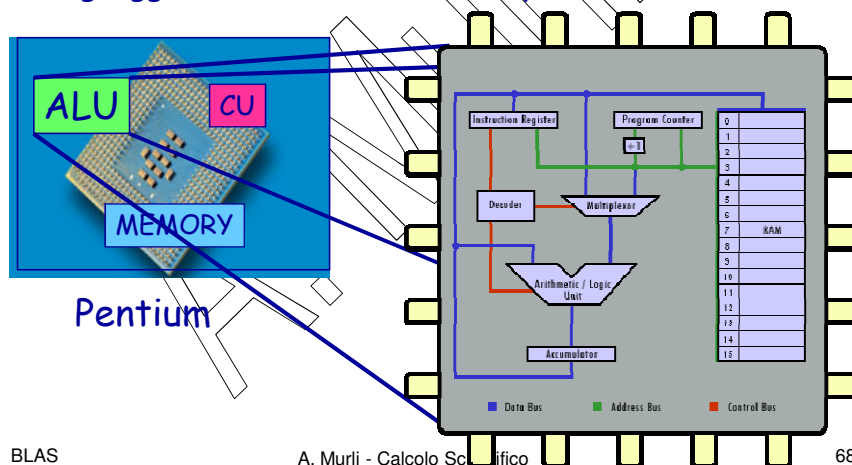 ALU
CU
MEMORY
Pentium
Instruction Register
Program Counter
+1
Decoder
Multiplexor
Arithmetic / Logic
Unit
Accumulator
0
1
2
3
4
5
6
7 RAM
8
9
10
11
12
13
14
15
Data Bus
Address Bus
Control Bus
BLAS
A. Murli - Calcolo
68